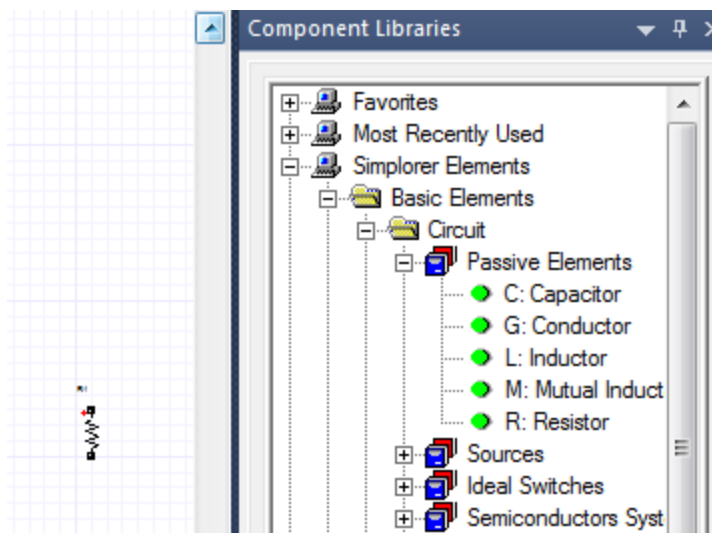 Component Libraries
Favorites
Most Recently Used
Simplorer Elements
Basic Elements
Circuit
Passive Elements
C: Capacitor
G: Conductor
L: Inductor
M: Mutual Induct
R: Resistor
Sources
Ideal Switches
Semiconductors Syst